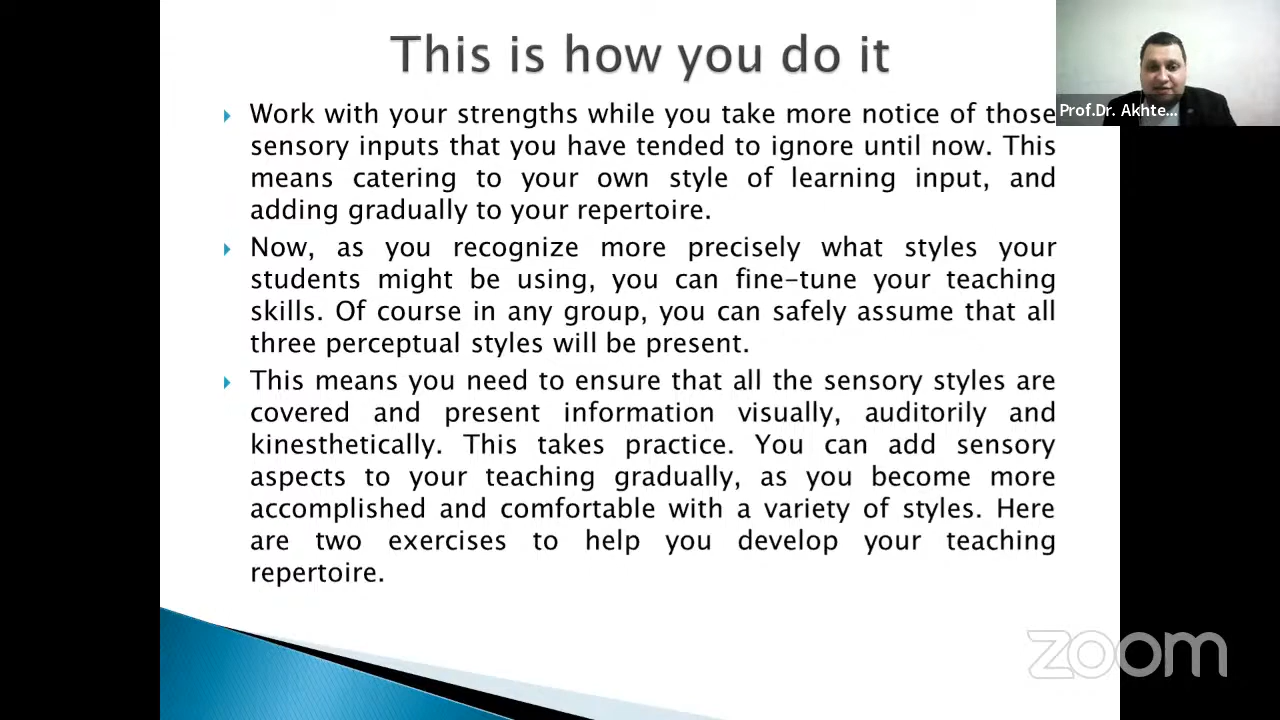 This is how you do it
Work with your strengths while you take more notice of those
sensory inputs that you have tended to ignore until now. This
means catering to your own style of learning input, and
adding gradually to your repertoire.
Now, as you recognize more precisely what styles your
students might be using, you can fine-tune your teaching
skills. Of course in any group, you can safely assume that all
three perceptual styles will be present.
This means you need to ensure that all the sensory styles are
covered and present information visually, auditorily and
kinesthetically. This takes practice. You can add sensory
aspects to your teaching gradually, as you become more
accomplished and comfortable with a variety of styles. Here
are two exercises to help you develop your teaching
repertoire.
Prof.Dr. Akhte...
zoom